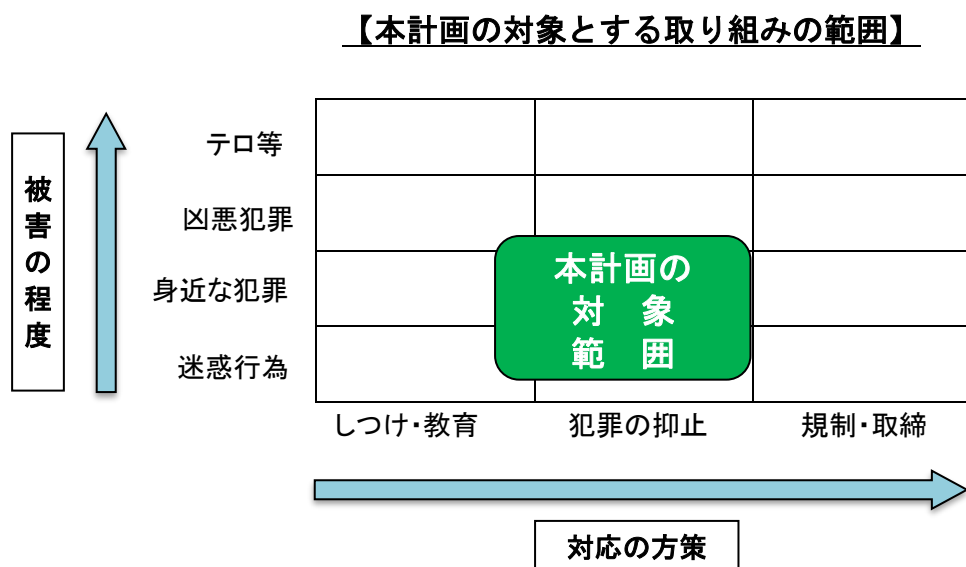 【本計画の対象とする取り組みの範囲】
被害の程度
テロ等
凶悪犯罪
身近な犯罪
迷惑行為
本計画の
対　象
範　囲
しつけ・教育
犯罪の抑止
規制・取締
対応の方策